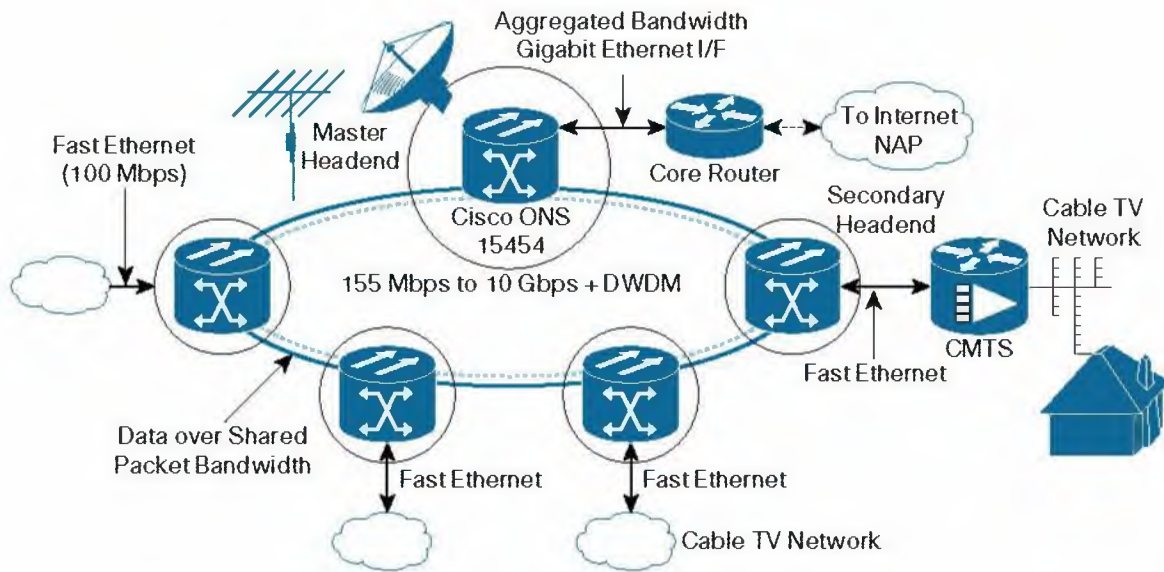 Aggregated Bandwidth
Gigabit Ethernet I/F
To Internet
NAP
Master
Headend
Fast Ethernet
(100 Mbps)
Core Router
Cisco ONS
15454
Secondary
Headend
Cable TV
Network
155 Mbps to 10 Gbps + DWDM
CMTS
Fast Ethernet
Data over Shared
Packet Bandwidth
Fast Ethernet
Fast Ethernet
Cable TV Network